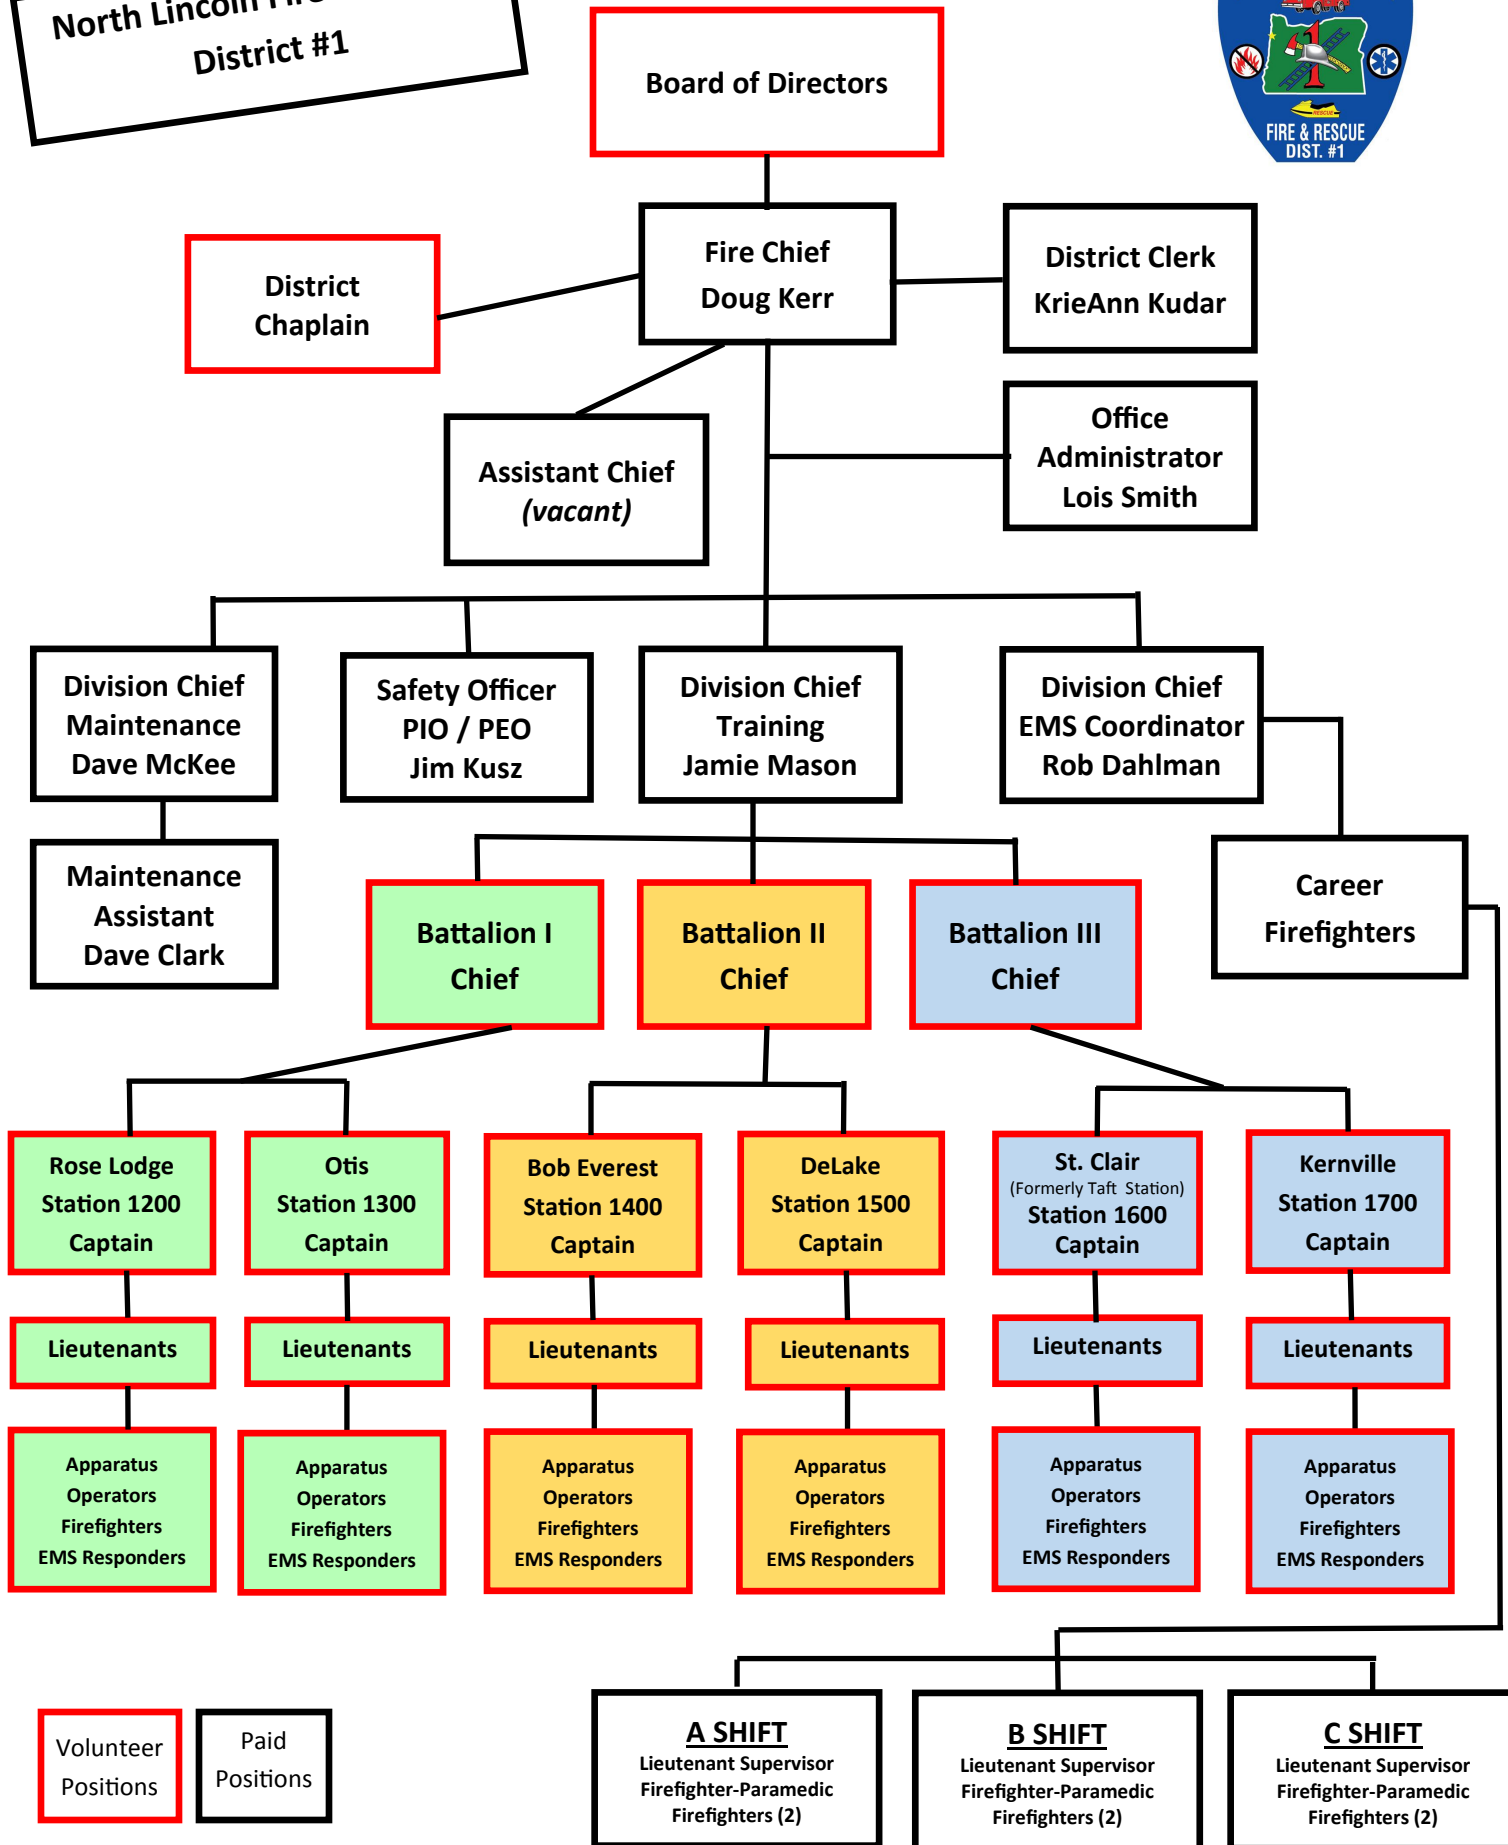 North Lincoln
District #1
FIRE & RESCUE
DIST. #1
Board of Directors
District
Chaplain
Fire Chief
Doug Kerr
District Clerk
KrieAnn Kudar
Assistant Chief
(vacant)
Office
Administrator
Lois Smith
Division Chief
Maintenance
Dave McKee
Safety Officer
PIO / PEO
Jim Kusz
Division Chief
Training
Jamie Mason
Division Chief
EMS Coordinator
Rob Dahlman
Maintenance
Assistant
Dave Clark
Career
Firefighters
Battalion I
Chief
Battalion II
Chief
Battalion III
Chief
Rose Lodge
Station 1200
Captain
Otis
Station 1300
Captain
Bob Everest
Station 1400
Captain
DeLake
Station 1500
Captain
St. Clair
(Formerly Taft Station)
Station 1600
Captain
Kernville
Station 1700
Captain
Lieutenants
Lieutenants
Lieutenants
Lieutenants
Lieutenants
Lieutenants
Apparatus
Operators
Firefighters
EMS Responders
Apparatus
Operators
Firefighters
EMS Responders
Apparatus
Operators
Firefighters
EMS Responders
Apparatus
Operators
Firefighters
EMS Responders
Apparatus
Operators
Firefighters
EMS Responders
Apparatus
Operators
Firefighters
EMS Responders
Volunteer
Positions
Paid
Positions
A SHIFT
Lieutenant Supervisor
Firefighter-Paramedic
Firefighters (2)
B SHIFT
Lieutenant Supervisor
Firefighter-Paramedic
Firefighters (2)
C SHIFT
Lieutenant Supervisor
Firefighter-Paramedic
Firefighters (2)